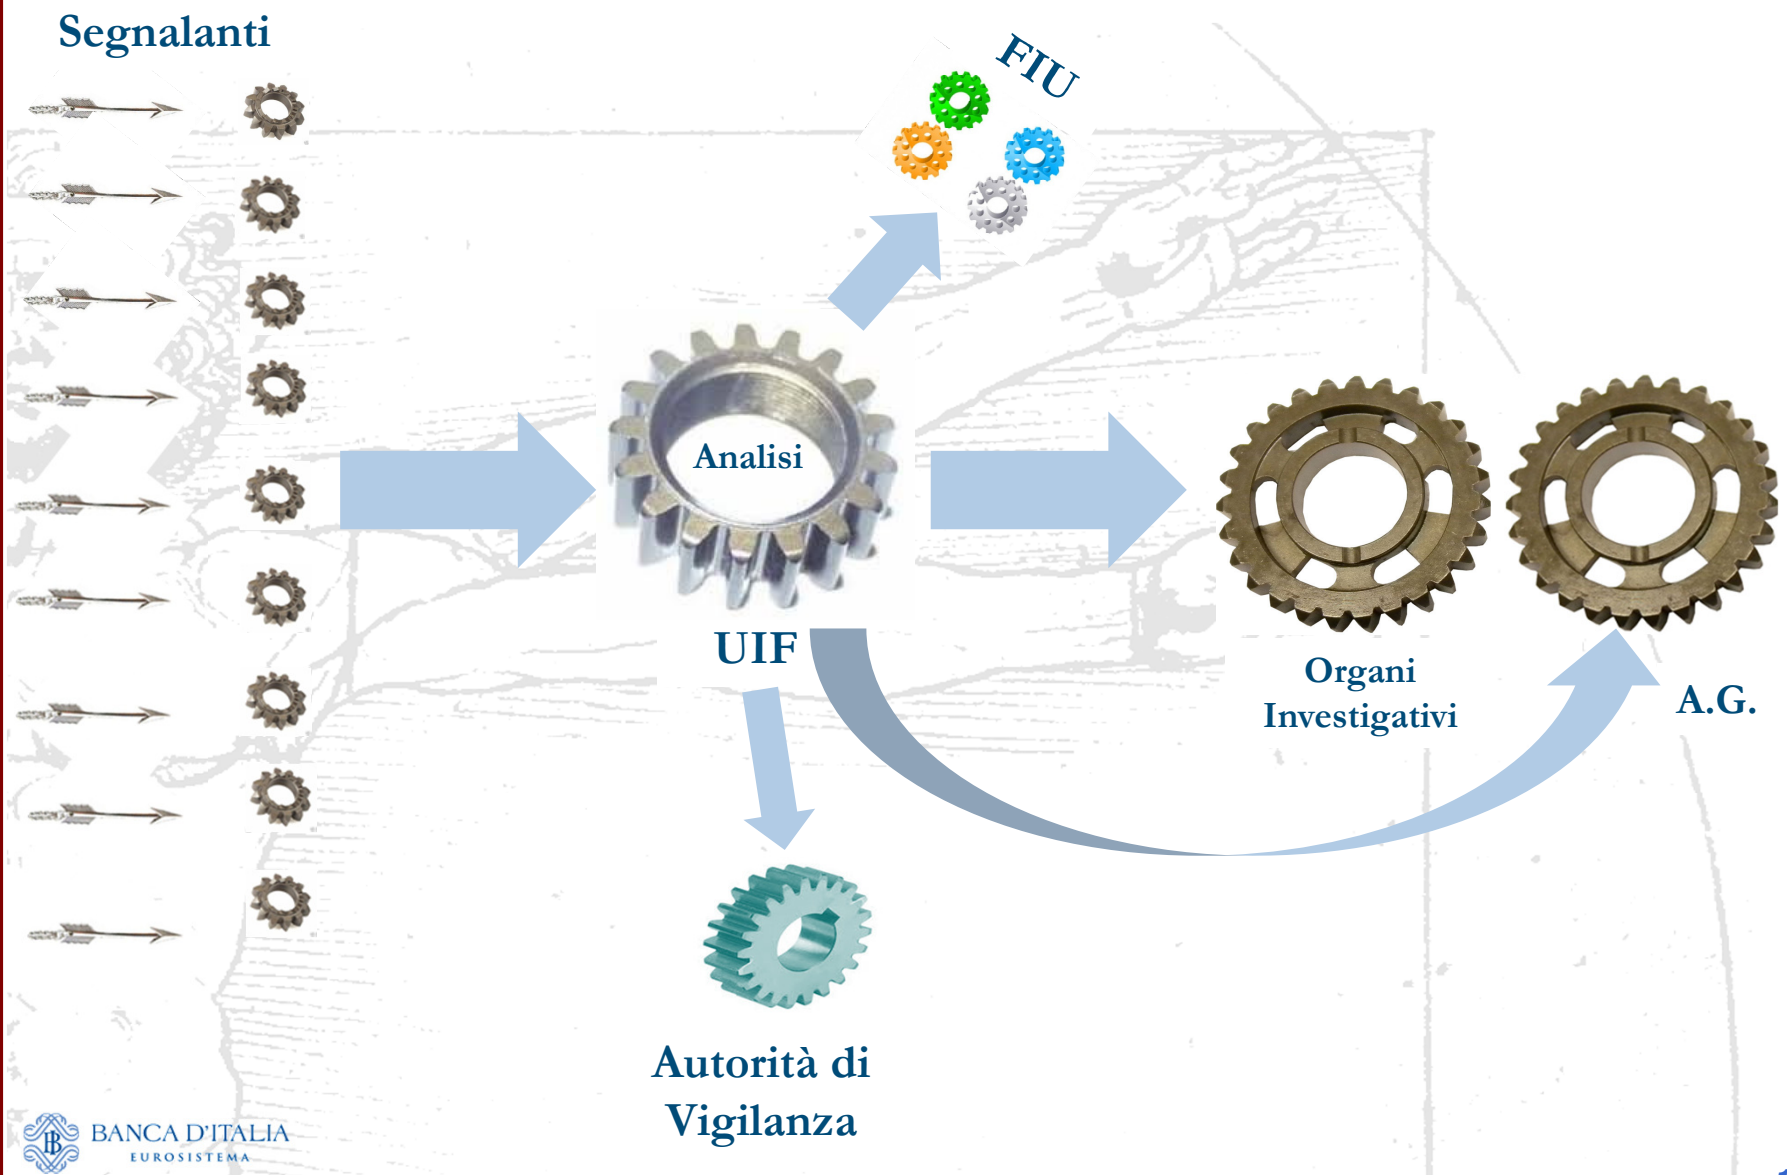 Segnalanti
FIU
Analisi
UIF
Organi
Investigativi
A.G.
Autorità di
Vigilanza
BANCA D'ITALIA
EUROSISTEMA